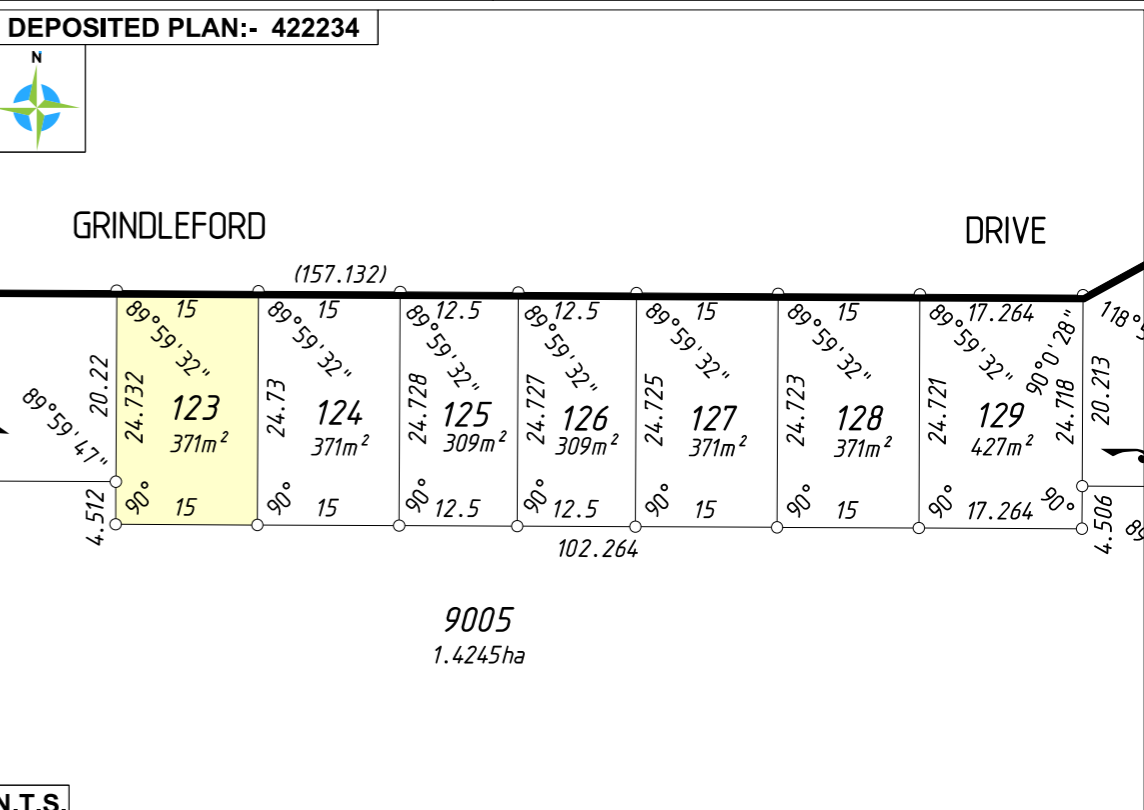 DEPOSITED PLAN:- 422234
N
GRINDLEFORD DRIVE
(157.132)
15 15 12.5 12.5 15 15 17.264
89°59'32" 89°59'32" 89°59'32" 89°59'32" 89°59'32" 89°59'32" 89°59'32" 90°0'28"
20.22 24.732 24.73 24.728 24.727 24.725 24.723 24.721 24.718 20.213
89°59'47"
123 124 125 126 127 128 129
371m² 371m² 309m² 309m² 371m² 371m² 427m²
4.512 90° 90° 90° 90° 90° 90° 90° 90° 4.506
15 15 12.5 12.5 15 15 17.264
102.264
9005
1.4245ha
N.T.S.